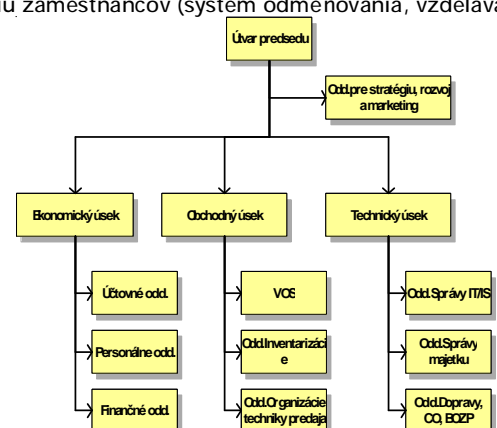 zamestnancov (systém odmeňovania, vzdeláva
Útvar predsedu
Odd.pre stratégiu, rozvoj
a marketing
Ekonomický úsek
Obchodný úsek
Technický úsek
Účtovné odd.
VOS
Odd.Správy IT/IS
Personálne odd.
Odd.Inventarizáci
e
Odd.Správy
majetku
Finančné odd.
Odd.Organizácie
techniky predaja
Odd.Dopravy,
CO, BOZP